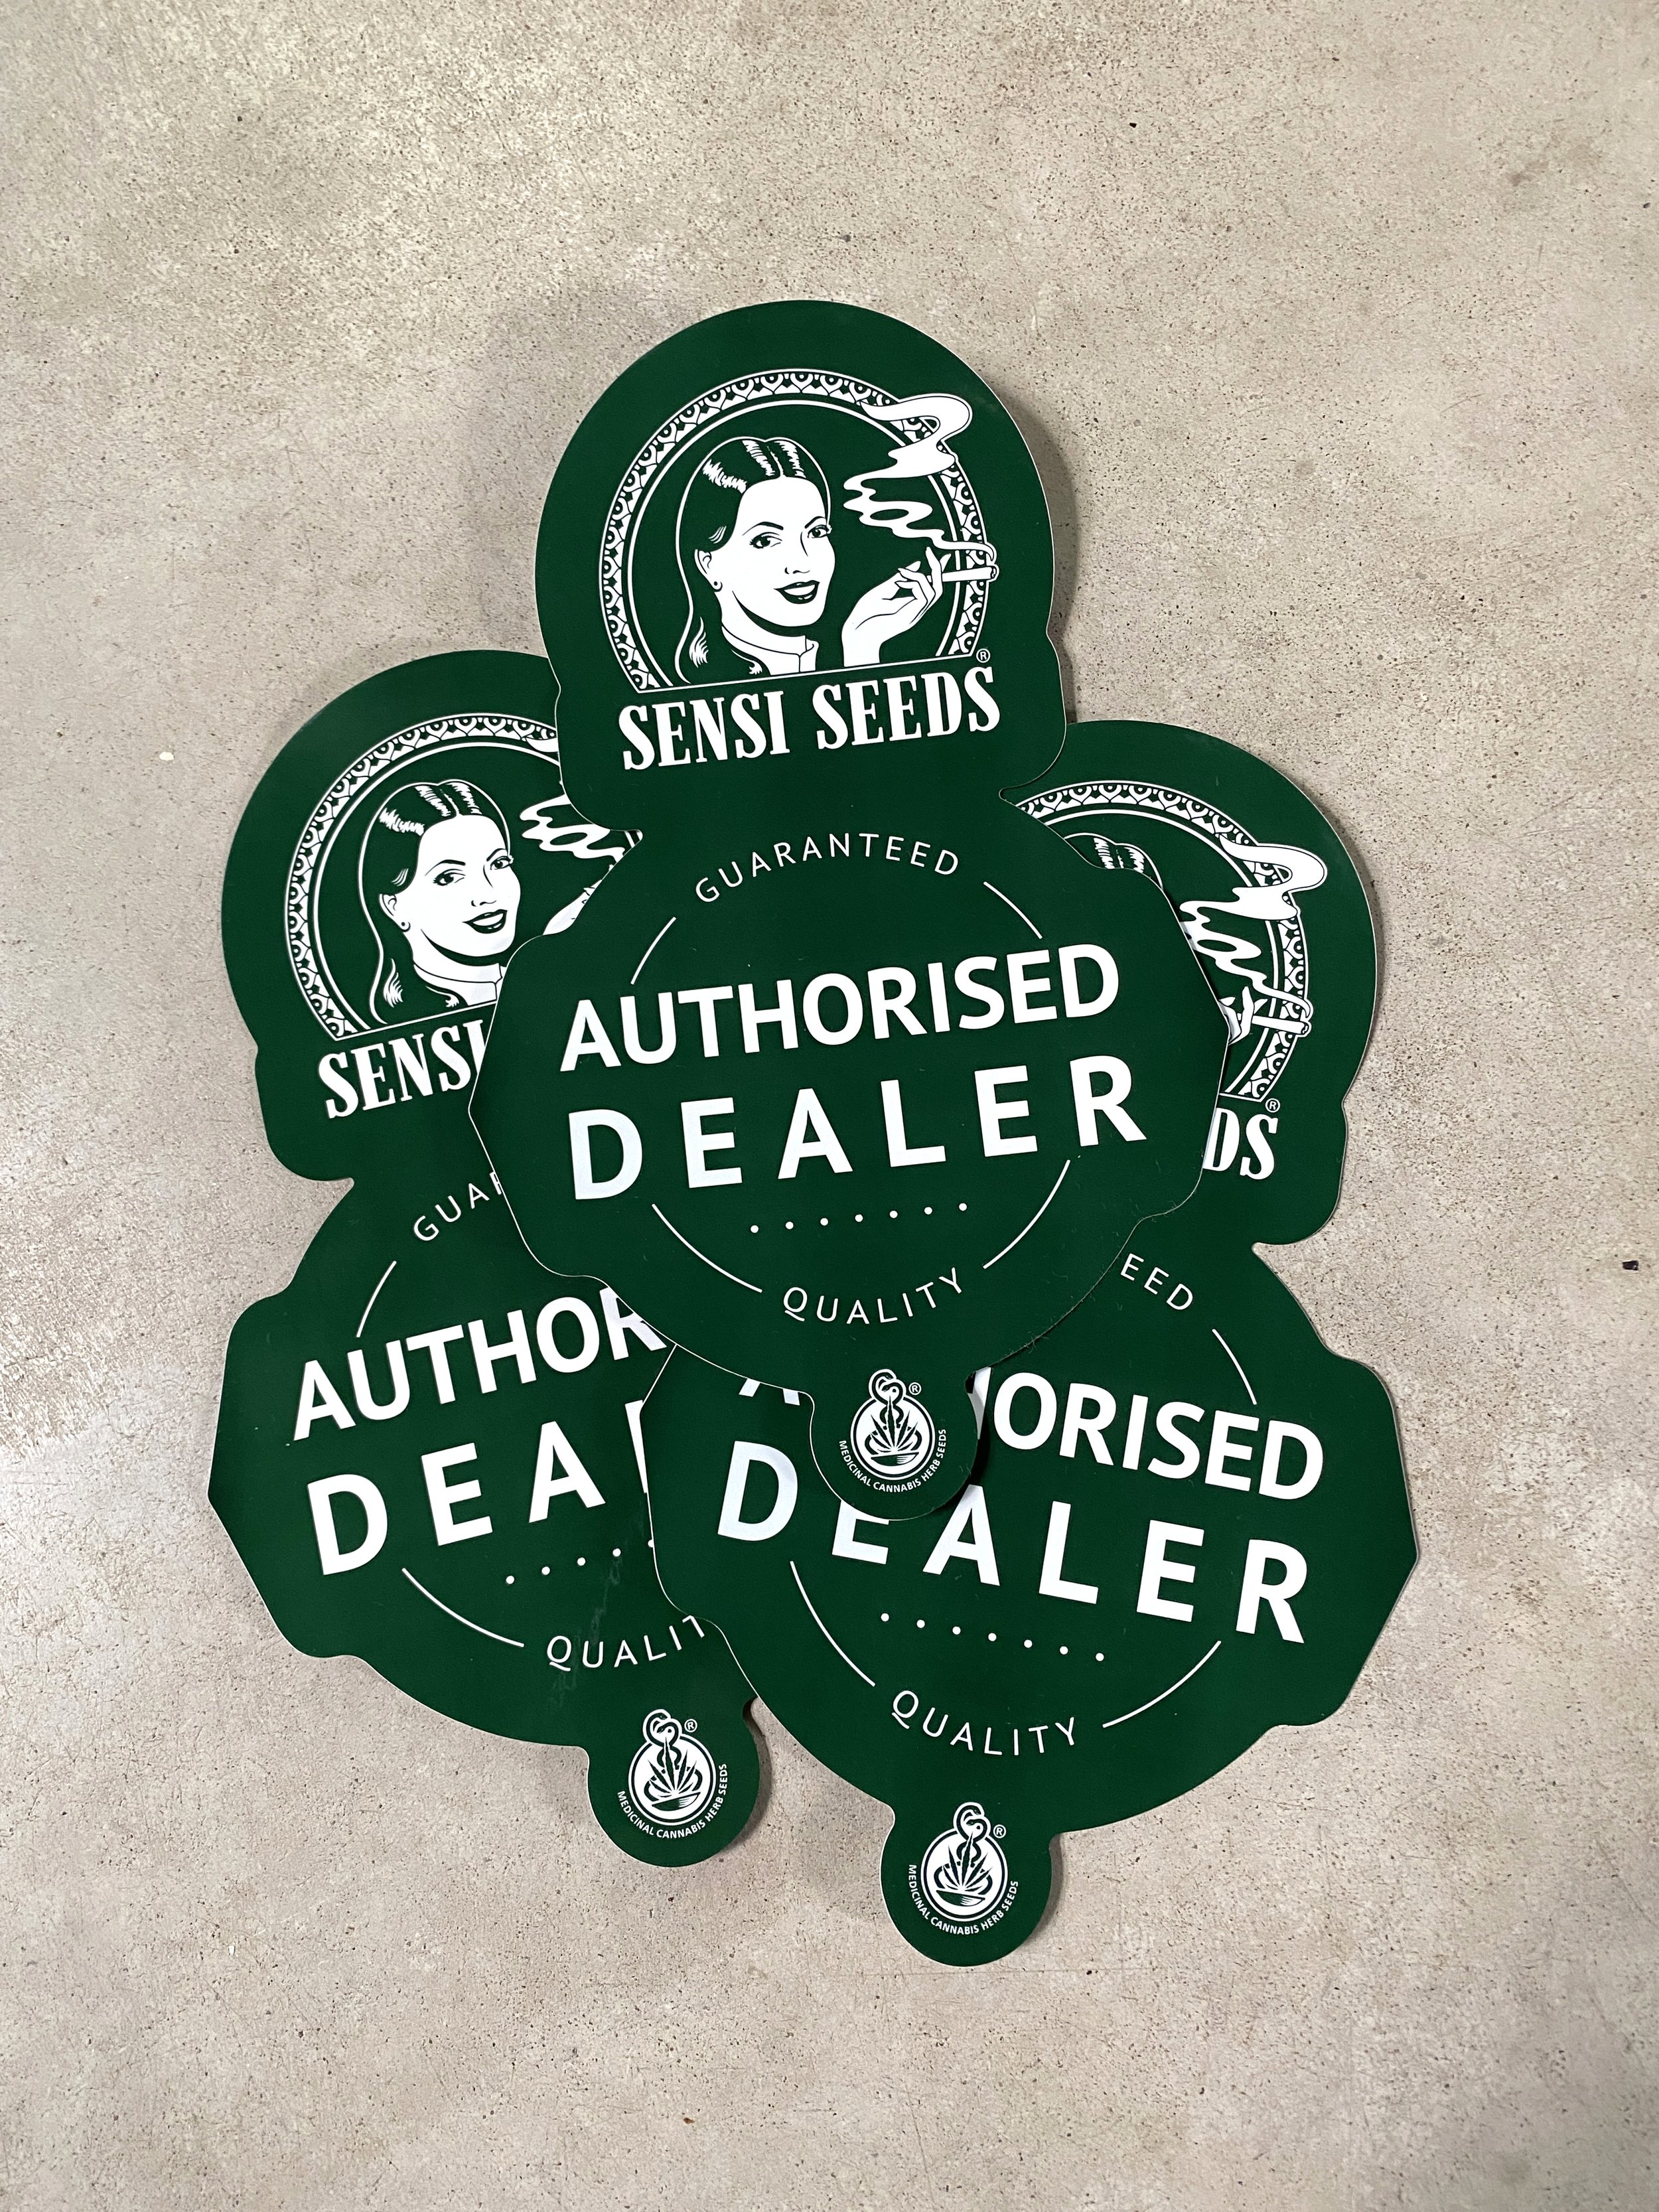 SENSI SEEDS®
GUARANTEED
AUTHORISED
DEALER
QUALITY
®
MEDICINAL CANNABIS HERB SEEDS
SENSI
GUAR
AUTHOR
DEAL
QUALIT
®
MEDICINAL CANNABIS HERB SEEDS
®
DS
EED
ORISED
DEALER
QUALITY
®
MEDICINAL CANNABIS HERB SEEDS